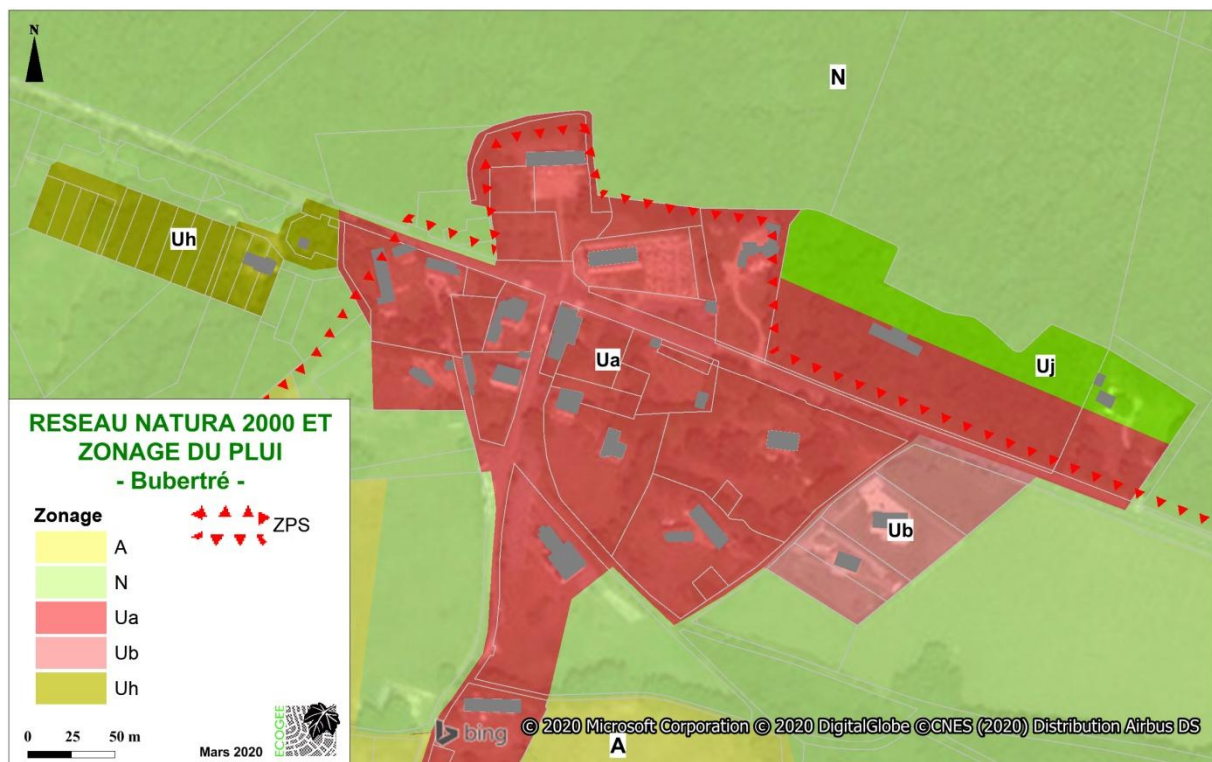 N
N
Uh
Ua
Uj
Ub
RESEAU NATURA 2000 ET
ZONAGE DU PLUI
- Bubertré -
Zonage
ZPS
A
N
Ua
Ub
Uh
0 25 50 m
Mars 2020
ECOGEE
bing
© 2020 Microsoft Corporation © 2020 DigitalGlobe ©CNES (2020) Distribution Airbus DS
A